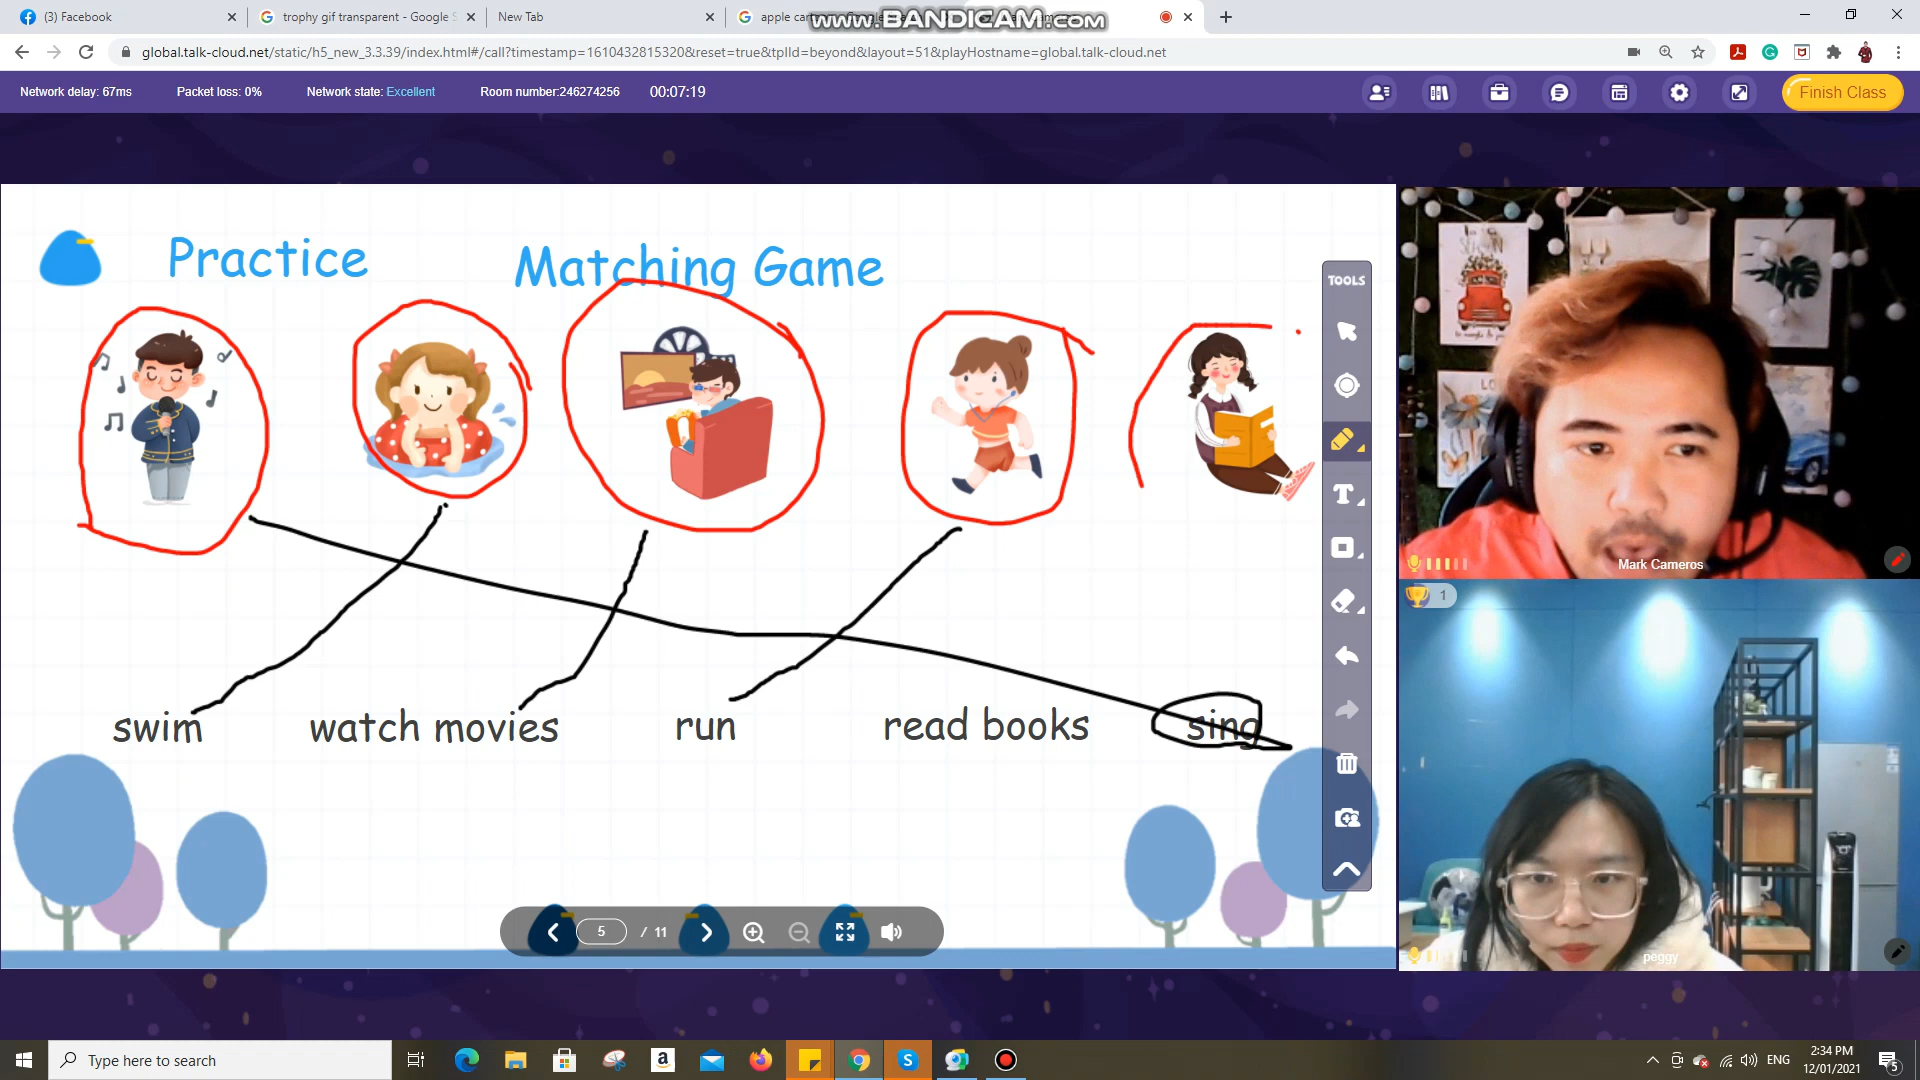 (3) Facebook
trophy gif transparent - Google S
New Tab
www.BANDICAM.com
global.talk-cloud.net/static/h5_new_3.3.39/index.html#/call?timestamp=1610432815320&reset=true&tplId=beyond&layout=51&playHostname=global.talk-cloud.net
Network delay: 67ms Packet loss: 0% Network state: Excellent Room number:246274256 00:07:19 Finish Class
Practice Matching Game
TOOLS
Mark Cameros
1
swim watch movies run read books sing
5 / 11
peggy
Type here to search
ENG
2:34 PM
12/01/2021
5